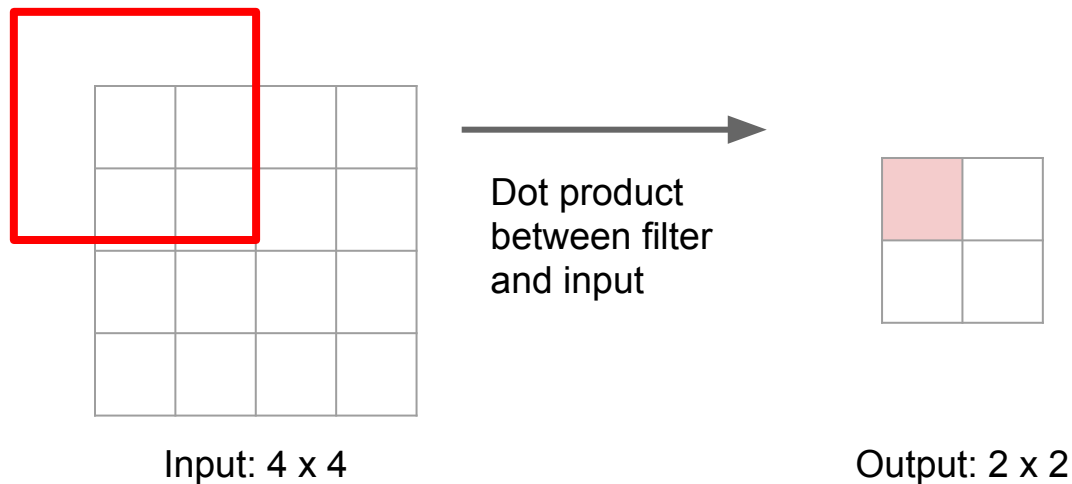 Dot product
between filter
and input
Input: 4 x 4
Output: 2 x 2